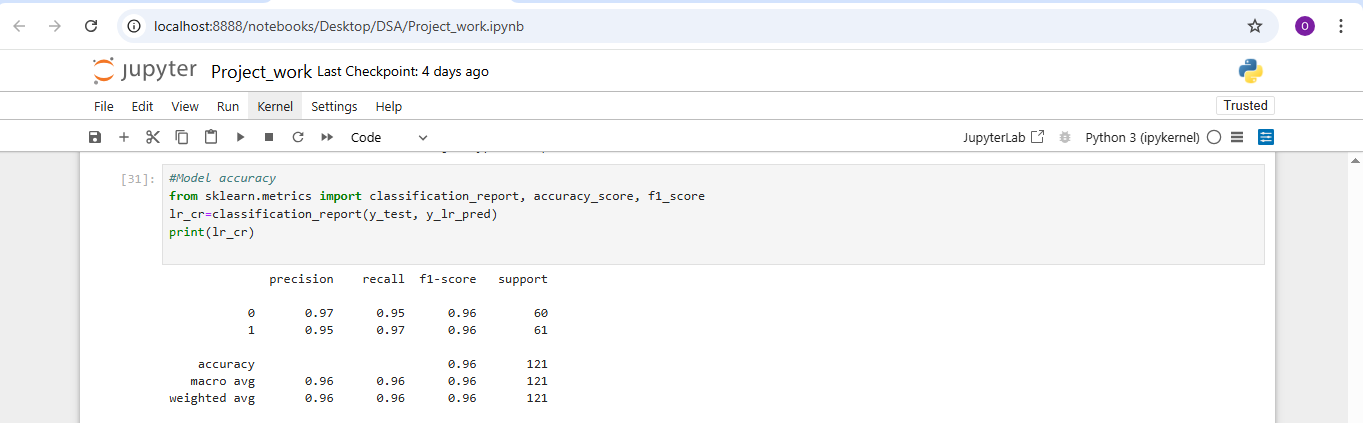 localhost:8888/notebooks/Desktop/DSA/Project_work.ipynb
O
jupyter Project_work Last Checkpoint: 4 days ago
File Edit View Run Kernel Settings Help
Trusted
Code
JupyterLab
Python 3 (ipykernel)
[31]:
#Model accuracy
from sklearn.metrics import classification_report, accuracy_score, f1_score
lr_cr=classification_report(y_test, y_lr_pred)
print(lr_cr)
precision recall f1-score support
0 0.97 0.95 0.96 60
1 0.95 0.97 0.96 61
accuracy 0.96 121
macro avg 0.96 0.96 0.96 121
weighted avg 0.96 0.96 0.96 121